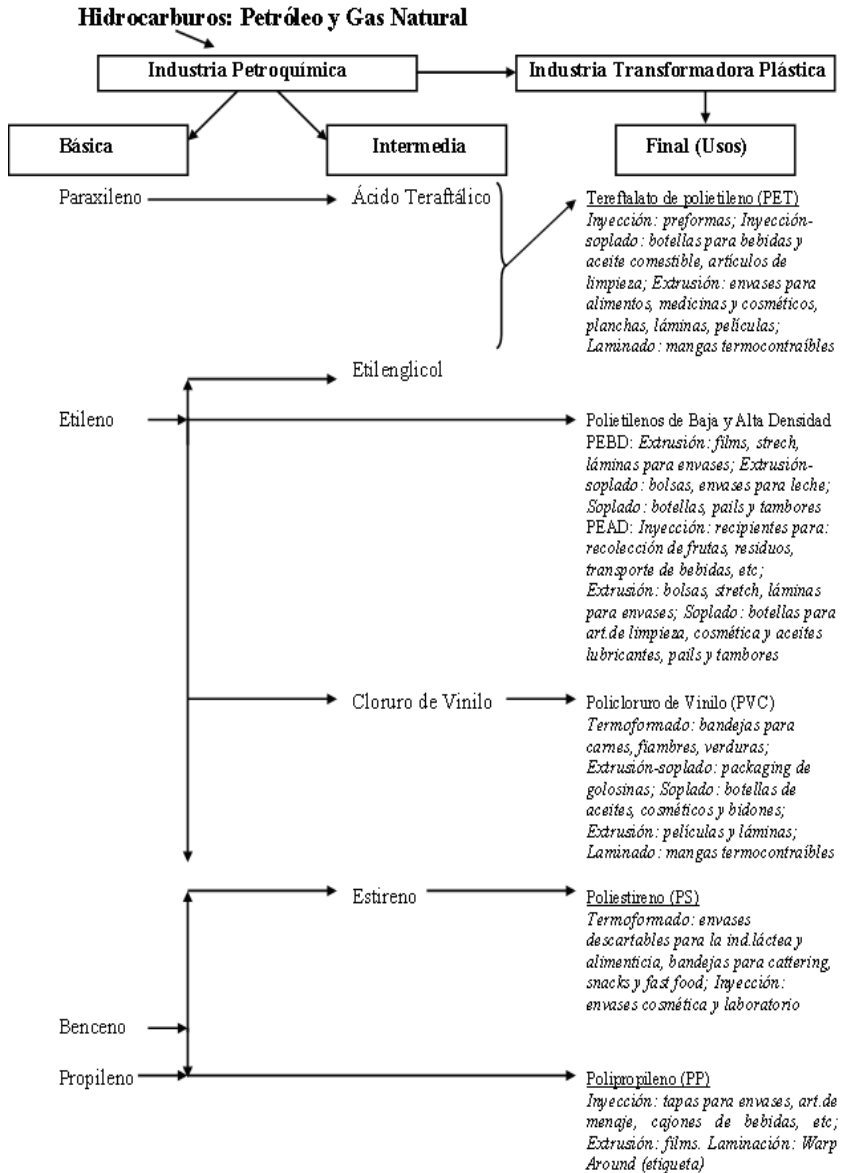 Hidrocarburos: Petróleo y Gas Natural
Industria Petroquímica
Industria Transformadora Plástica
Básica
Intermedia
Final (Usos)
Paraxileno
Ácido Teraftálico
Tereftalato de polietileno (PET)
Inyección: preformas; Inyección-
soplado: botellas para bebidas y
aceite comestible, artículos de
limpieza; Extrusión: envases para
alimentos, medicinas y cosméticos,
planchas, láminas, películas;
Laminado: mangas termocontraíbles
Etilenglicol
Etileno
Polietilenos de Baja y Alta Densidad
PEBD: Extrusión: films, strech,
láminas para envases; Extrusión-
soplado: bolsas, envases para leche;
Soplado: botellas, pails y tambores
PEAD: Inyección: recipientes para:
recolección de frutas, residuos,
transporte de bebidas, etc;
Extrusión: bolsas, stretch, láminas
para envases; Soplado: botellas para
art.de limpieza, cosmética y aceites
lubricantes, pails y tambores
Cloruro de Vinilo
Policloruro de Vinilo (PVC)
Termoformado: bandejas para
carnes, fiambres, verduras;
Extrusión-soplado: packaging de
golosinas; Soplado: botellas de
aceites, cosméticos y bidones;
Extrusión: películas y láminas;
Laminado: mangas termocontraíbles
Estireno
Poliestireno (PS)
Termoformado: envases
descartables para la ind.láctea y
alimenticia, bandejas para cattering,
snacks y fast food; Inyección:
envases cosmética y laboratorio
Benceno
Propileno
Polipropileno (PP)
Inyección: tapas para envases, art.de
menaje, cajones de bebidas, etc;
Extrusión: films. Laminación: Warp
Around (etiqueta)